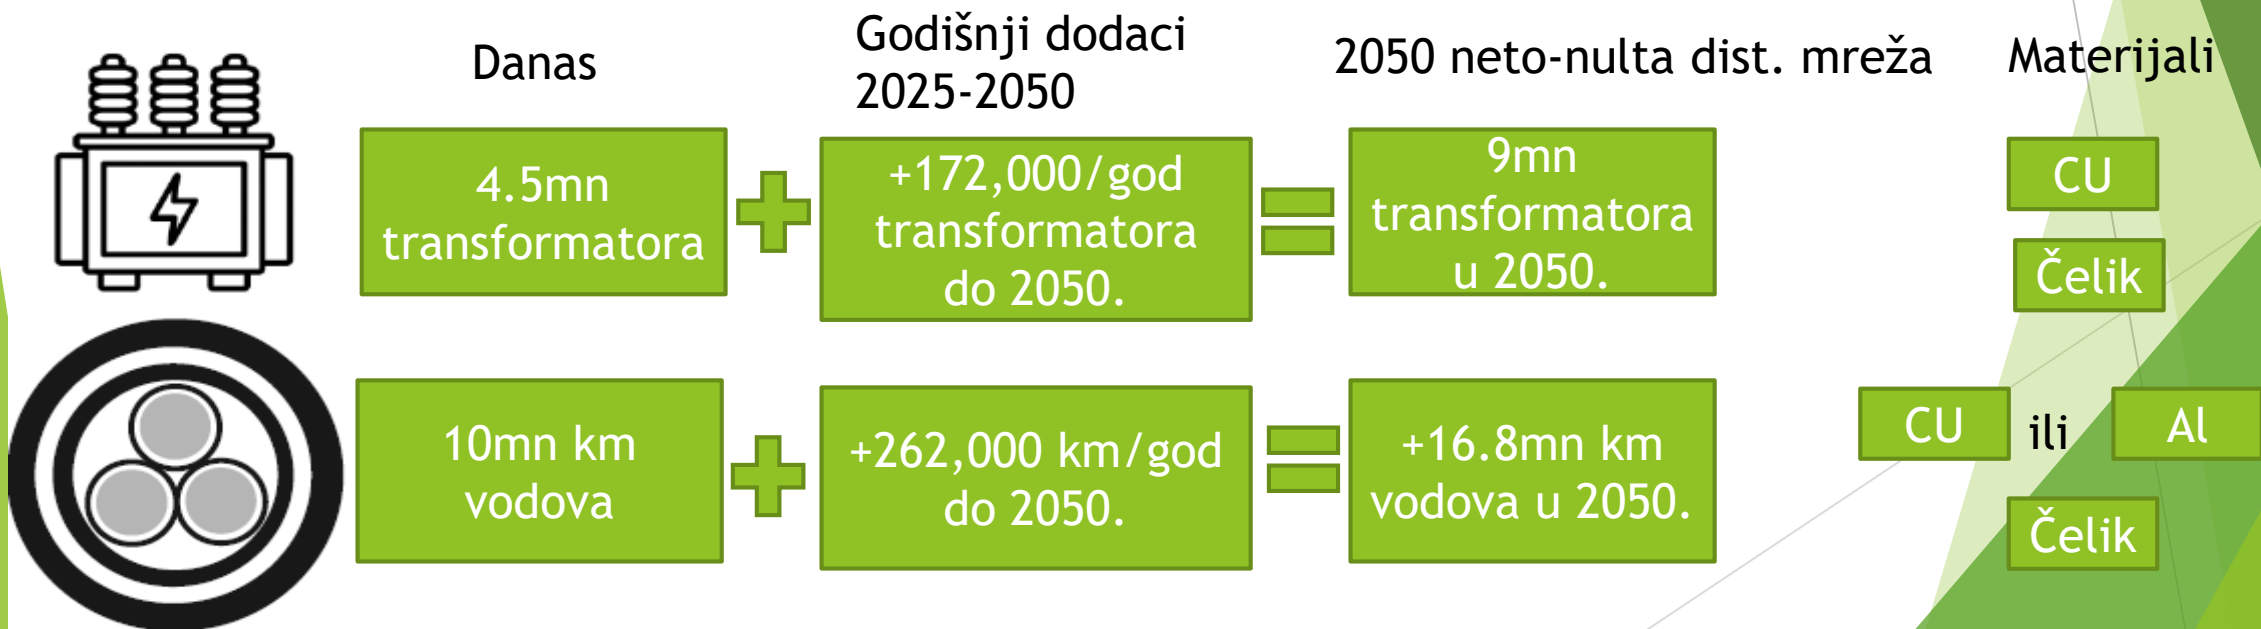 Danas
Godišnji dodaci
2025-2050
2050 neto-nulta dist. mreža
Materijali
4.5mn
transformatora
+172,000/god
transformatora
do 2050.
9mn
transformatora
u 2050.
CU
Čelik
10mn km
vodova
+262,000 km/god
do 2050.
+16.8mn km
vodova u 2050.
CU
ili
Al
Čelik